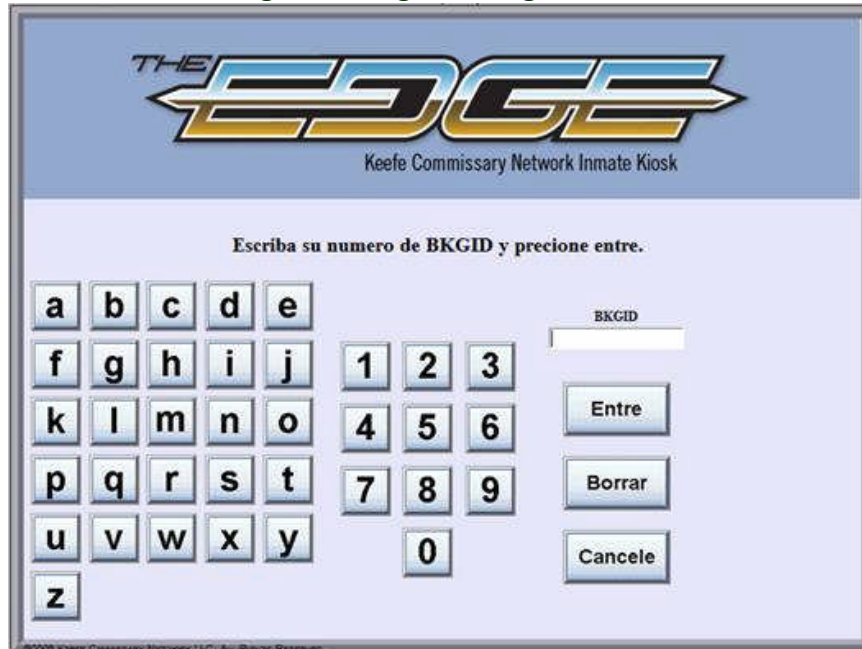 THE
EDGE
Keefe Commissary Network Inmate Kiosk
Escriba su numero de BKGID y precione entre.
a b c d e
f g h i j
k l m n o
p q r s t
u v w x y
z
1 2 3
4 5 6
7 8 9
0
BKGID
Entre
Borrar
Cancele